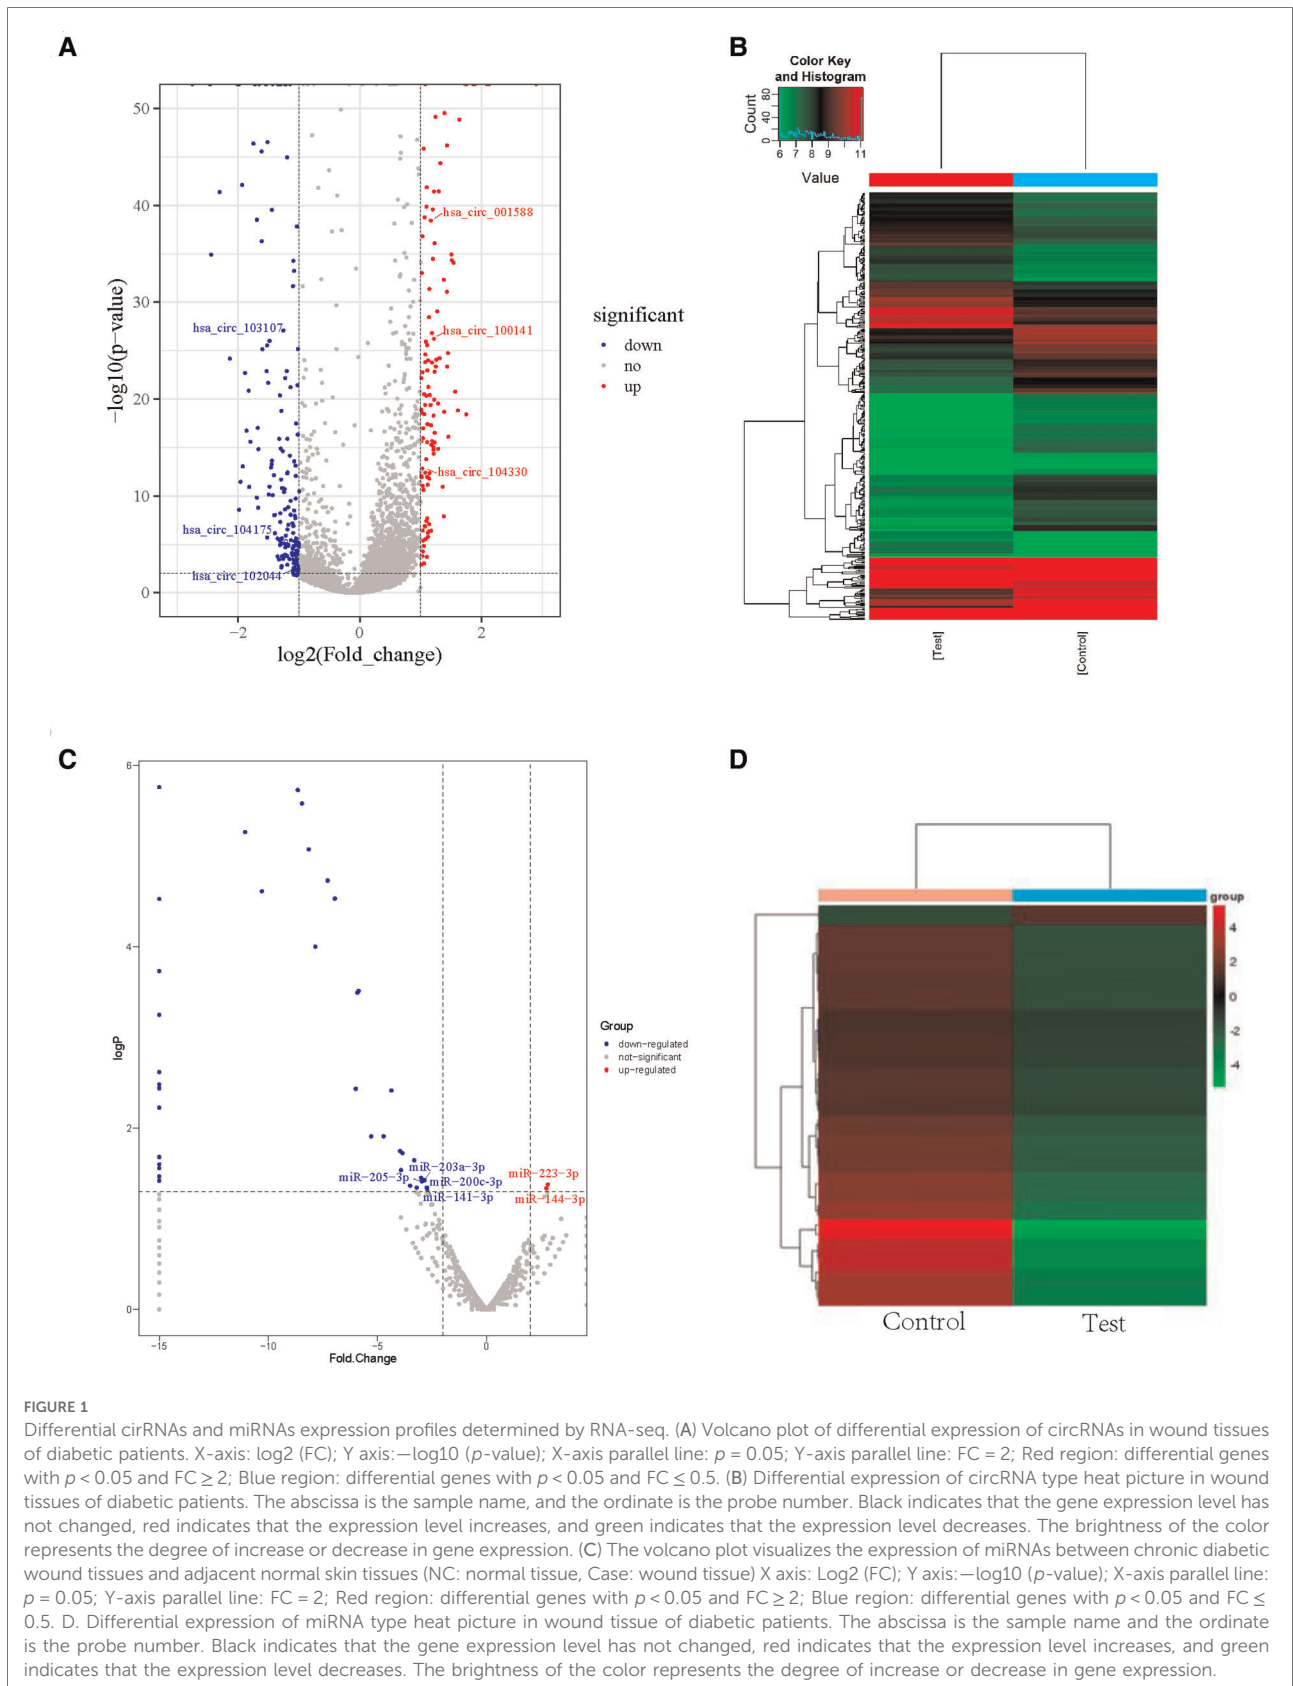 A
50
40
30
20
10
0
−log10(p−value)
−2
0
2
log2(Fold_change)
hsa_circ_001588
hsa_circ_103107
hsa_circ_100141
hsa_circ_104330
hsa_circ_104175
hsa_circ_102044
significant
down
no
up
B
Color Key
and Histogram
Count
0 40 80
6 7 8 9 11
Value
[Test]
[Control]
C
6
4
2
0
logP
−15
−10
−5
0
Fold.Change
miR−203a−3p
miR−205−3p
miR−200c-3p
miR−141−3p
miR−223−3p
miR−144−3p
Group
down−regulated
not−significant
up−regulated
D
group
4
2
0
-2
-4
Control
Test
FIGURE 1
Differential cirRNAs and miRNAs expression profiles determined by RNA-seq. (A) Volcano plot of differential expression of circRNAs in wound tissues
of diabetic patients. X-axis: log2 (FC); Y axis:—log10 (p-value); X-axis parallel line: p = 0.05; Y-axis parallel line: FC = 2; Red region: differential genes
with p < 0.05 and FC ≥ 2; Blue region: differential genes with p < 0.05 and FC ≤ 0.5. (B) Differential expression of circRNA type heat picture in wound
tissues of diabetic patients. The abscissa is the sample name, and the ordinate is the probe number. Black indicates that the gene expression level has
not changed, red indicates that the expression level increases, and green indicates that the expression level decreases. The brightness of the color
represents the degree of increase or decrease in gene expression. (C) The volcano plot visualizes the expression of miRNAs between chronic diabetic
wound tissues and adjacent normal skin tissues (NC: normal tissue, Case: wound tissue) X axis: Log2 (FC); Y axis:—log10 (p-value); X-axis parallel line:
p = 0.05; Y-axis parallel line: FC = 2; Red region: differential genes with p < 0.05 and FC ≥ 2; Blue region: differential genes with p < 0.05 and FC ≤
0.5. D. Differential expression of miRNA type heat picture in wound tissue of diabetic patients. The abscissa is the sample name and the ordinate
is the probe number. Black indicates that the gene expression level has not changed, red indicates that the expression level increases, and green
indicates that the expression level decreases. The brightness of the color represents the degree of increase or decrease in gene expression.